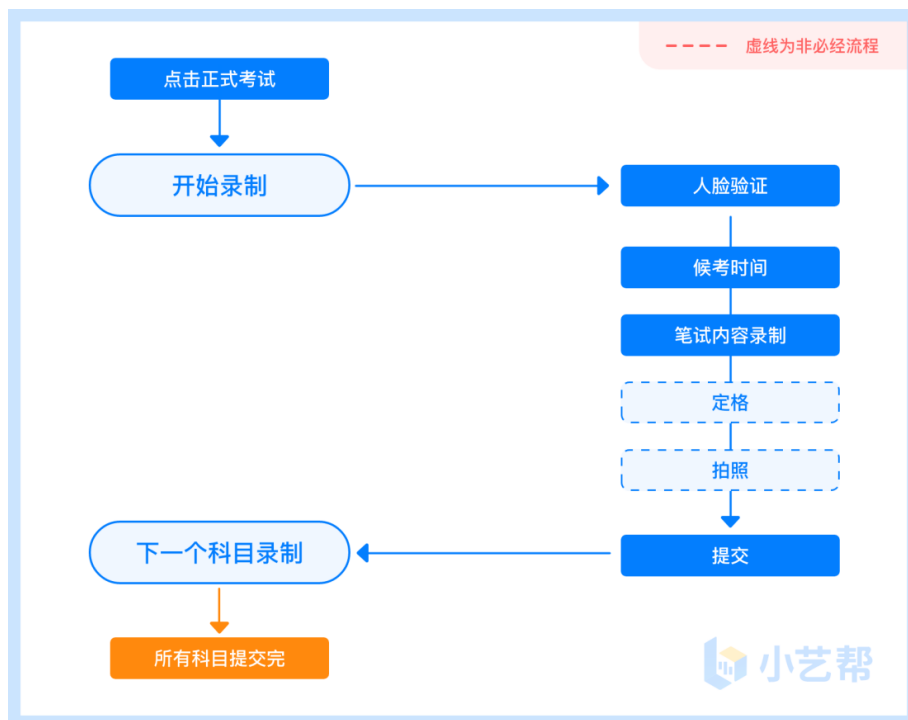 虚线为非必经流程
点击正式考试
开始录制
人脸验证
候考时间
笔试内容录制
定格
拍照
提交
下一个科目录制
所有科目提交完
小艺帮